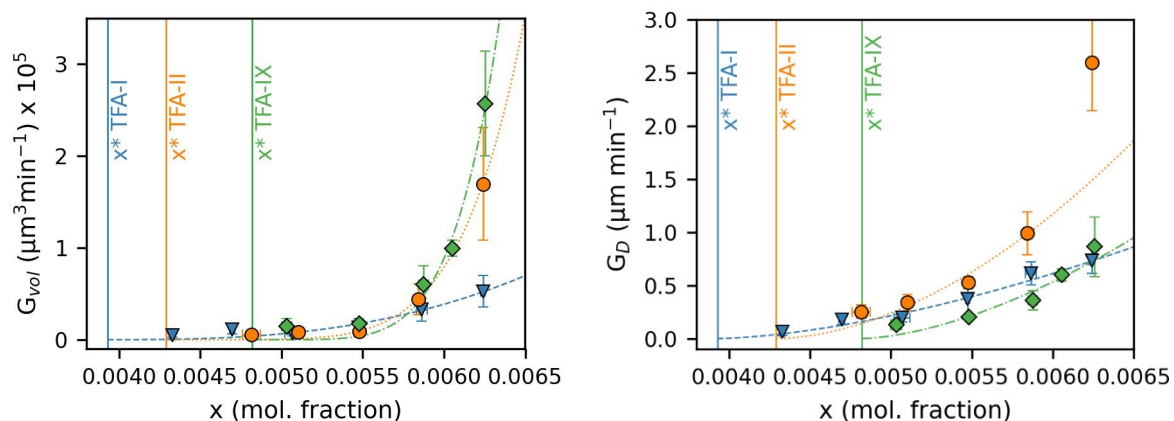 G_vol (μm³min⁻¹) x 10⁵
3
2
1
0
x* TFA-I
x* TFA-II
x* TFA-IX
0.0040 0.0045 0.0050 0.0055 0.0060 0.0065
x (mol. fraction)
G_D (μm min⁻¹)
3.0
2.5
2.0
1.5
1.0
0.5
0.0
x* TFA-I
x* TFA-II
x* TFA-IX
0.0040 0.0045 0.0050 0.0055 0.0060 0.0065
x (mol. fraction)